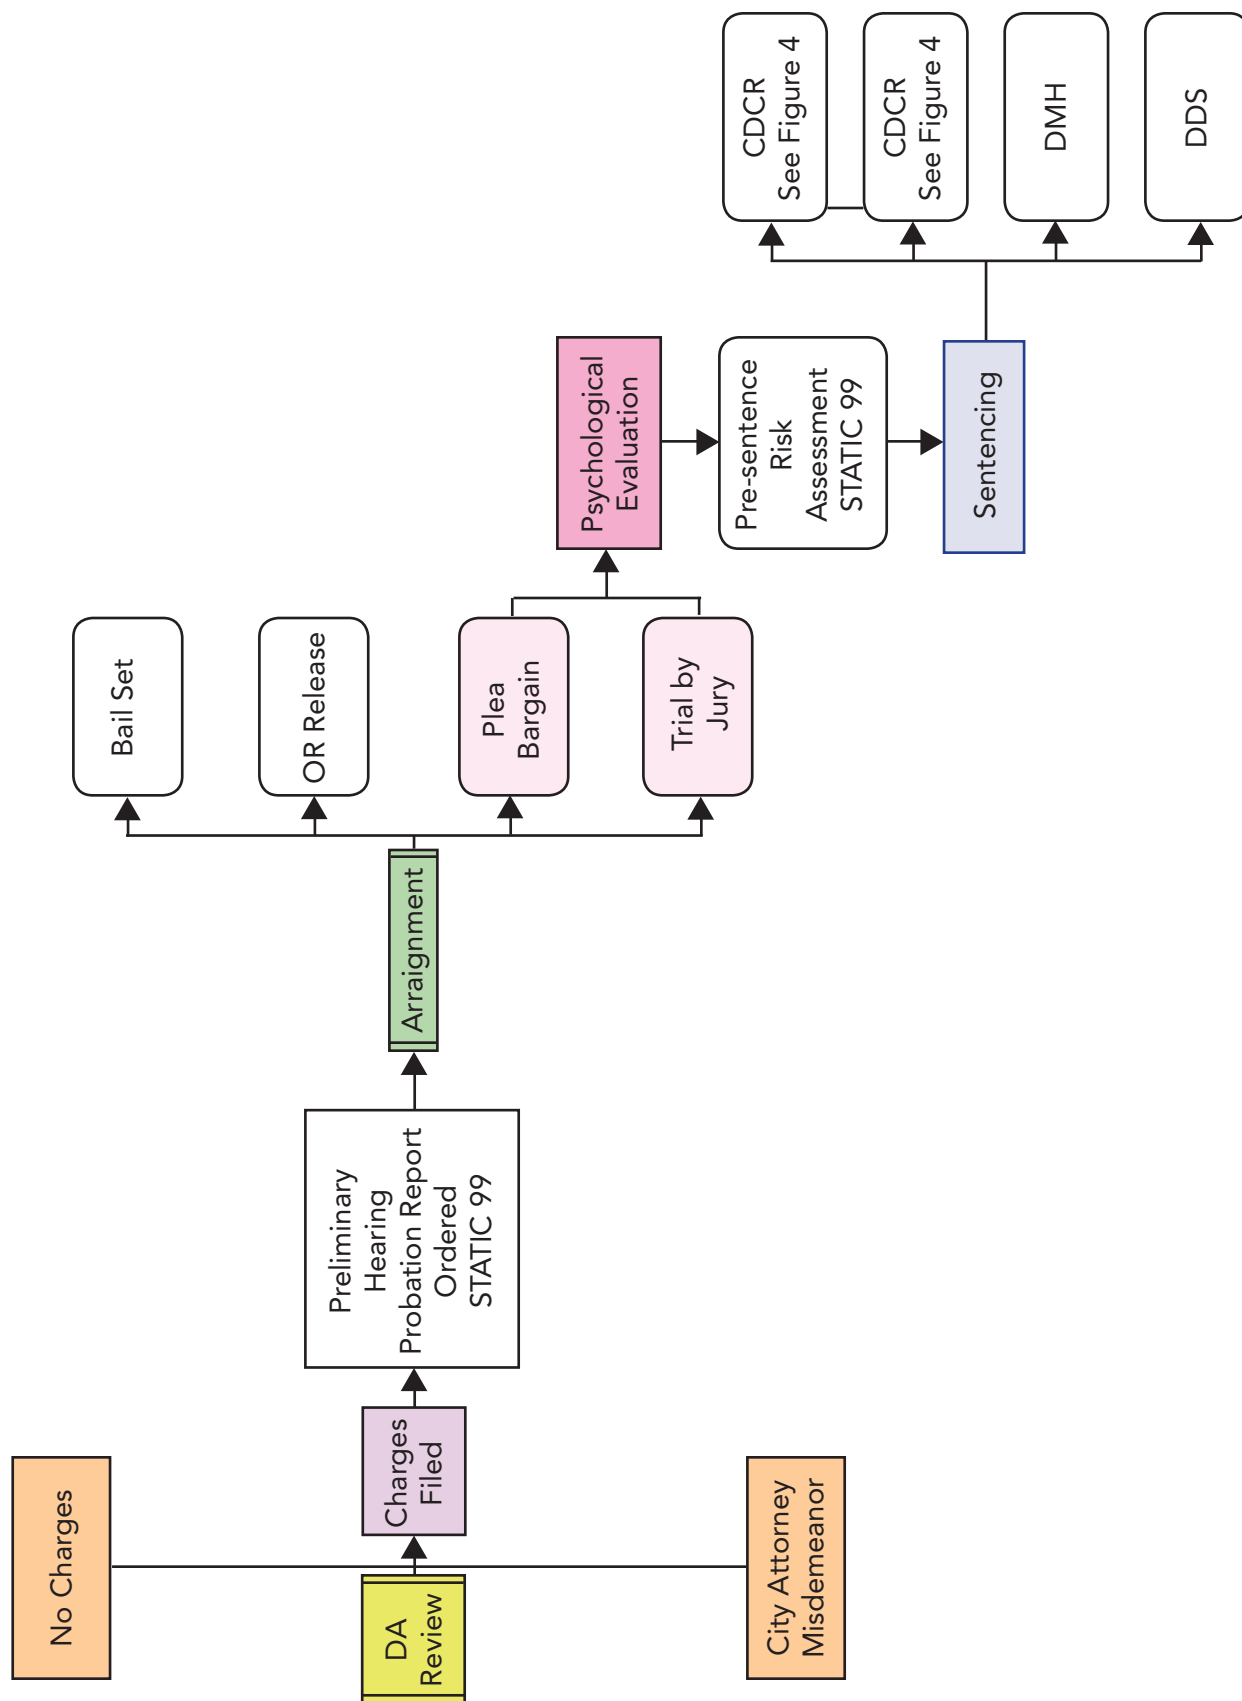 No Charges
DA
Review
City Attorney
Misdemeanor
Charges
Filed
Preliminary
Hearing
Probation Report
Ordered
STATIC 99
Arraignment
Bail Set
OR Release
Plea
Bargain
Trial by
Jury
Psychological
Evaluation
Pre-sentence
Risk
Assessment
STATIC 99
Sentencing
CDCR
See Figure 4
CDCR
See Figure 4
DMH
DDS